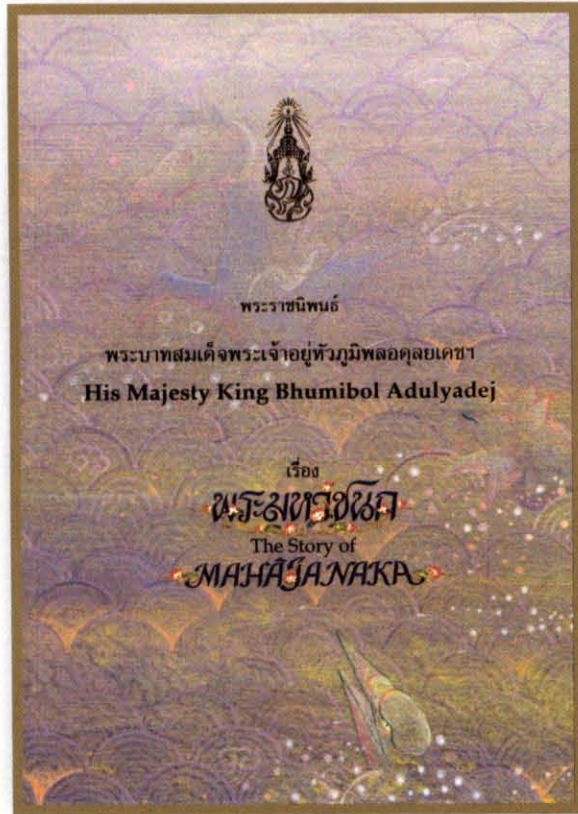 พระราชนิพนธ์
พระบาทสมเด็จพระเจ้าอยู่หัวภูมิพลอดุลยเดชฯ
His Majesty King Bhumibol Adulyadej
เรื่อง
พระมหาชนก
The Story of
MAHĀJANAKA